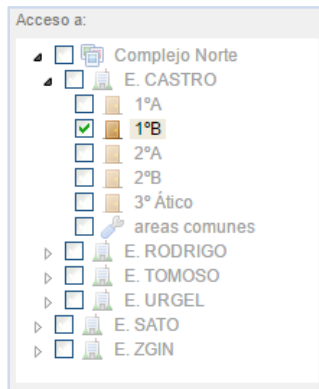 Acceso a:
Complejo Norte
E. CASTRO
1ºA
1ºB
2ºA
2ºB
3º Ático
areas comunes
E. RODRIGO
E. TOMOSO
E. URGEL
E. SATO
E. ZGIN